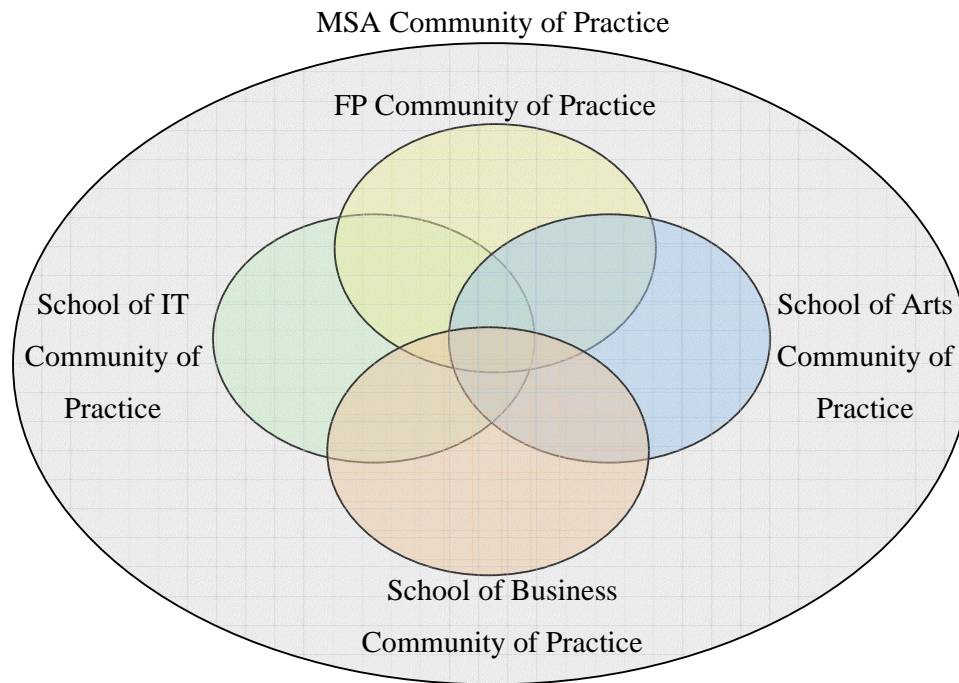 MSA Community of Practice
FP Community of Practice
School of IT
Community of
Practice
School of Arts
Community of
Practice
School of Business
Community of Practice